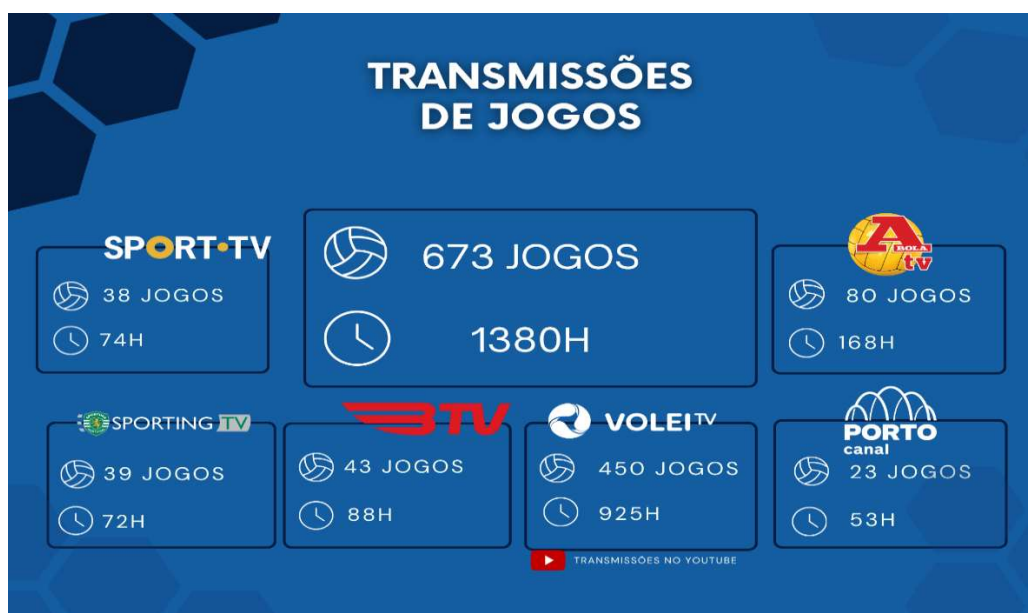 TRANSMISSÕES
DE JOGOS
SPORT•TV
38 JOGOS
74H
673 JOGOS
1380H
A BOLA tv
80 JOGOS
168H
SPORTING TV
39 JOGOS
72H
BTV
43 JOGOS
88H
VOLEI TV
450 JOGOS
925H
TRANSMISSÕES NO YOUTUBE
PORTO
canal
23 JOGOS
53H